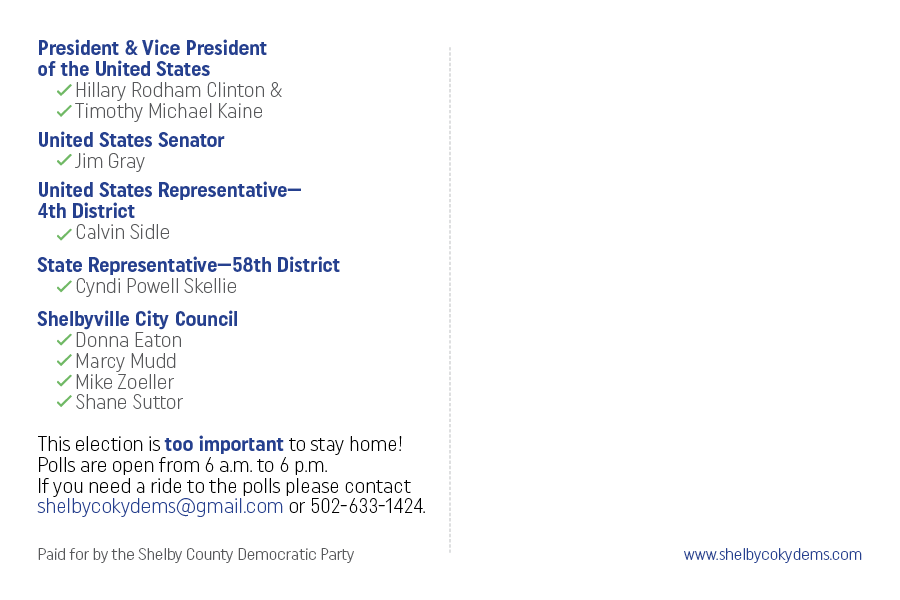 President & Vice President
of the United States
Hillary Rodham Clinton &
Timothy Michael Kaine
United States Senator
Jim Gray
United States Representative—
4th District
Calvin Sidle
State Representative—58th District
Cyndi Powell Skellie
Shelbyville City Council
Donna Eaton
Marcy Mudd
Mike Zoeller
Shane Suttor
This election is too important to stay home!
Polls are open from 6 a.m. to 6 p.m.
If you need a ride to the polls please contact
shelbycokydems@gmail.com or 502-633-1424.
Paid for by the Shelby County Democratic Party
www.shelbycokydems.com